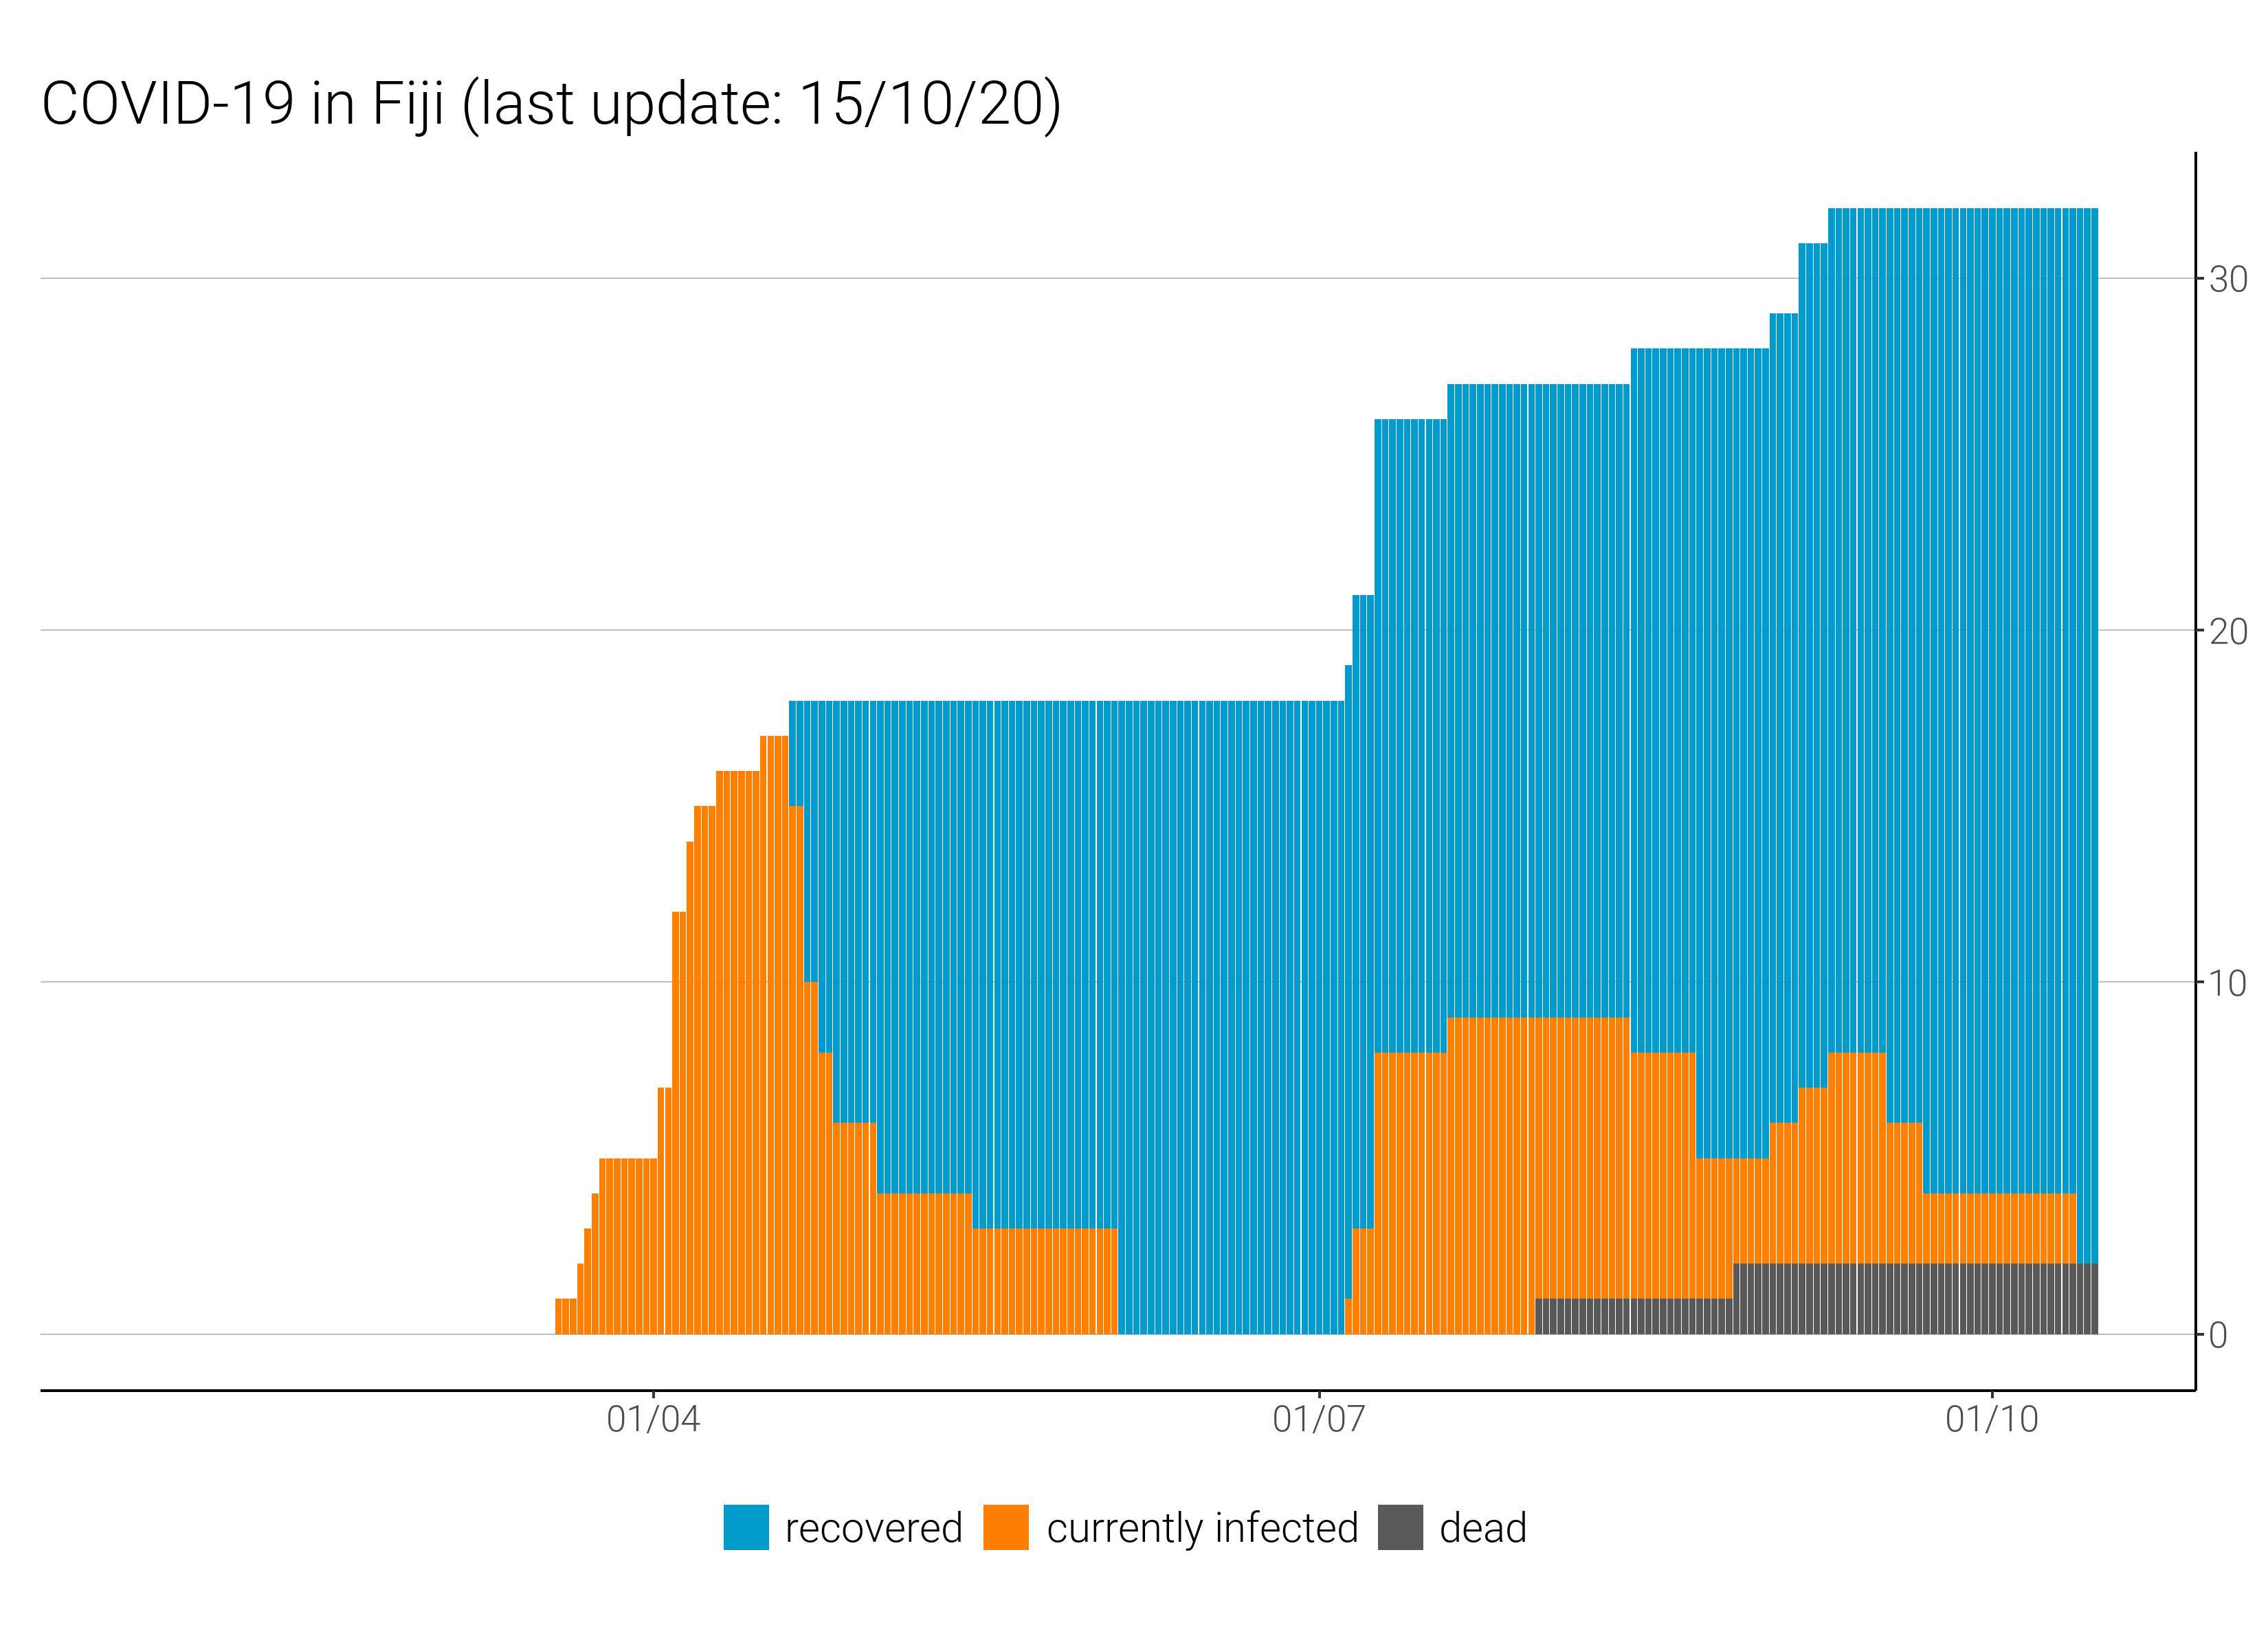 COVID-19 in Fiji (last update: 15/10/20)
30
20
10
0
01/04 01/07 01/10
recovered currently infected dead